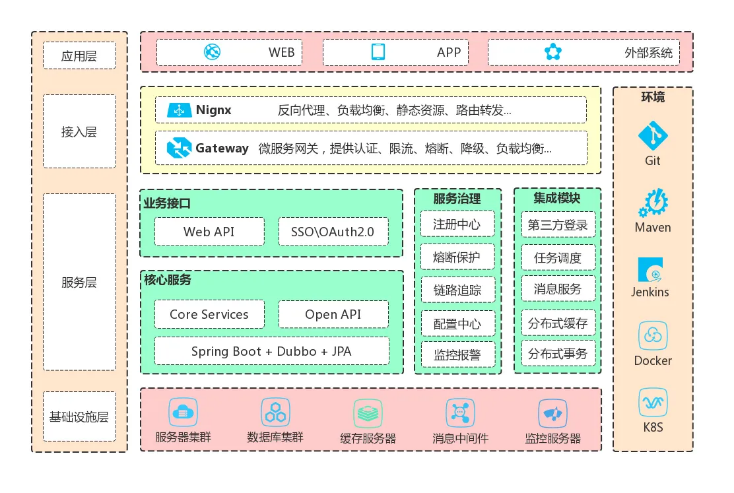 应用层
WEB
APP
外部系统
接入层
Nignx
反向代理、负载均衡、静态资源、路由转发...
Gateway
微服务网关，提供认证、限流、熔断、降级、负载均衡...
服务层
业务接口
Web API
SSO\OAuth2.0
核心服务
Core Services
Open API
Spring Boot + Dubbo + JPA
服务治理
注册中心
熔断保护
链路追踪
配置中心
监控报警
集成模块
第三方登录
任务调度
消息服务
分布式缓存
分布式事务
基础设施层
服务器集群
数据库集群
缓存服务器
消息中间件
监控服务器
环境
Git
Maven
Jenkins
Docker
K8S